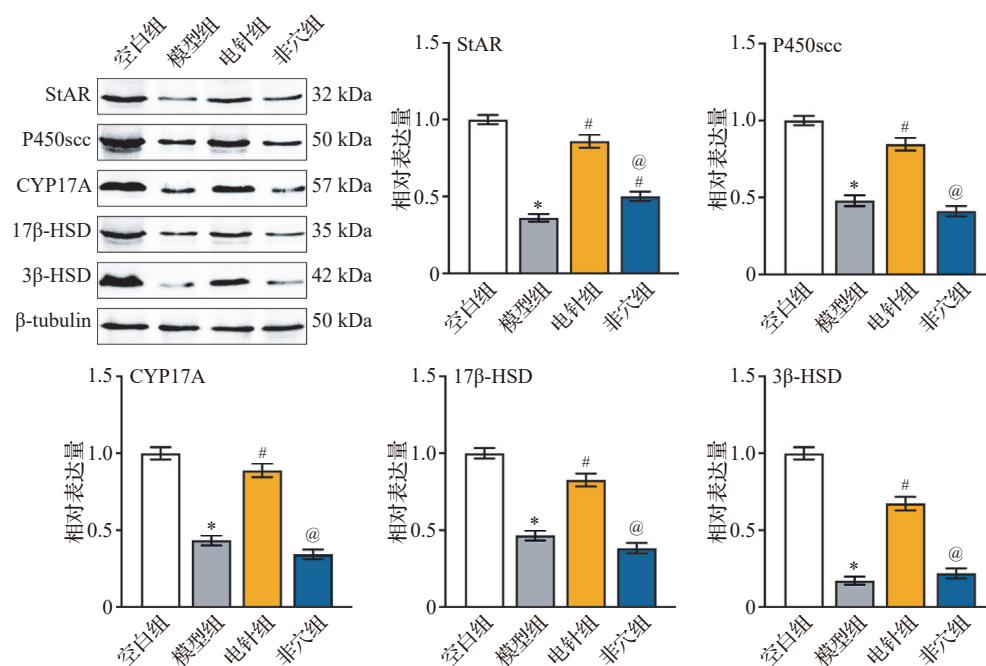 空白组 模型组 电针组 非穴组
StAR 32 kDa
P450scc 50 kDa
CYP17A 57 kDa
17β-HSD 35 kDa
3β-HSD 42 kDa
β-tubulin 50 kDa
StAR
相对表达量
1.5
1.0
0.5
0
*
#
@
#
空白组 模型组 电针组 非穴组
P450scc
相对表达量
1.5
1.0
0.5
0
*
#
@
空白组 模型组 电针组 非穴组
CYP17A
相对表达量
1.5
1.0
0.5
0
*
#
@
空白组 模型组 电针组 非穴组
17β-HSD
相对表达量
1.5
1.0
0.5
0
*
#
@
空白组 模型组 电针组 非穴组
3β-HSD
相对表达量
1.5
1.0
0.5
0
*
#
@
空白组 模型组 电针组 非穴组